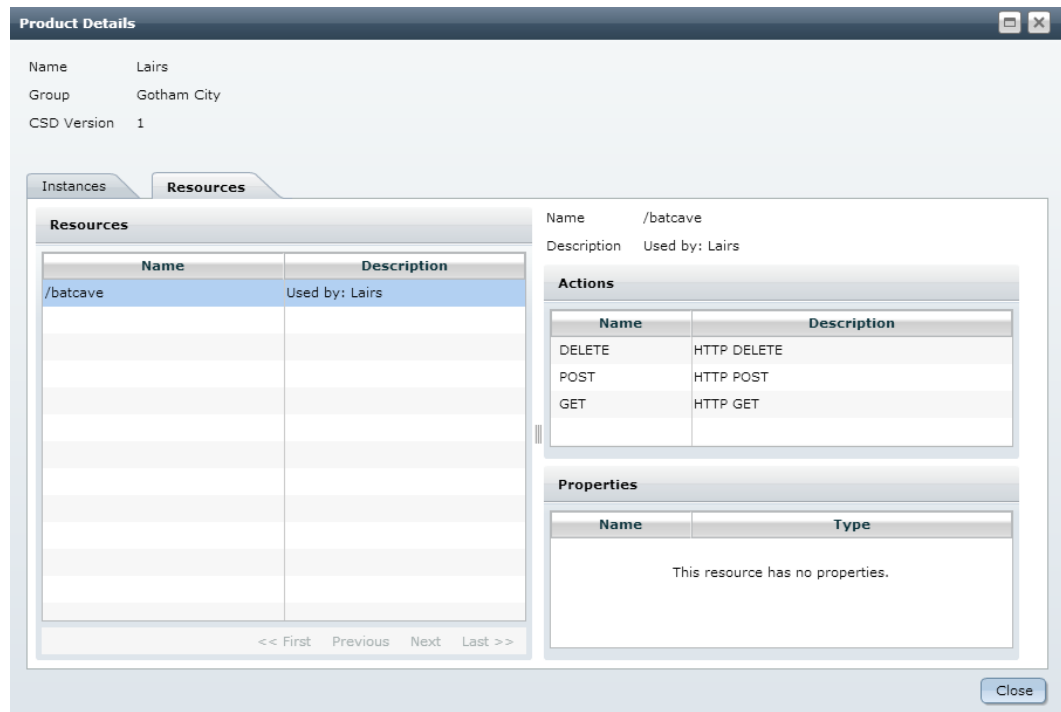 Product Details
Name Lairs
Group Gotham City
CSD Version 1
Instances Resources
Resources
Name Description
/batcave Used by: Lairs
<< First Previous Next Last >>
Name /batcave
Description Used by: Lairs
Actions
Name Description
DELETE HTTP DELETE
POST HTTP POST
GET HTTP GET
Properties
Name Type
This resource has no properties.
Close